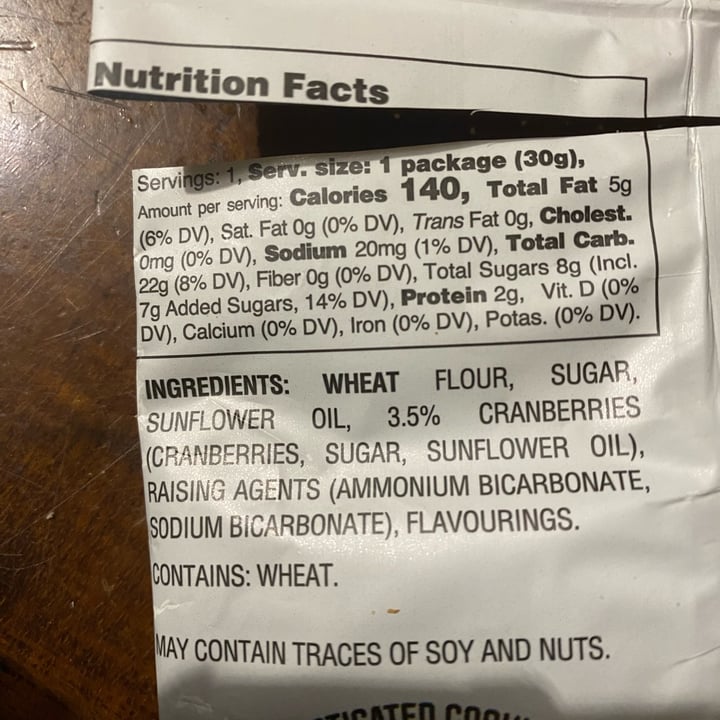 Nutrition Facts
Servings: 1, Serv. size: 1 package (30g),
Amount per serving: Calories 140, Total Fat 5g
(6% DV), Sat. Fat 0g (0% DV), Trans Fat 0g, Cholest.
0mg (0% DV), Sodium 20mg (1% DV), Total Carb.
22g (8% DV), Fiber 0g (0% DV), Total Sugars 8g (Incl.
7g Added Sugars, 14% DV), Protein 2g, Vit. D (0%
DV), Calcium (0% DV), Iron (0% DV), Potas. (0% DV).
INGREDIENTS: WHEAT FLOUR, SUGAR,
SUNFLOWER OIL, 3.5% CRANBERRIES
(CRANBERRIES, SUGAR, SUNFLOWER OIL),
RAISING AGENTS (AMMONIUM BICARBONATE,
SODIUM BICARBONATE), FLAVOURINGS.
CONTAINS: WHEAT.
MAY CONTAIN TRACES OF SOY AND NUTS.